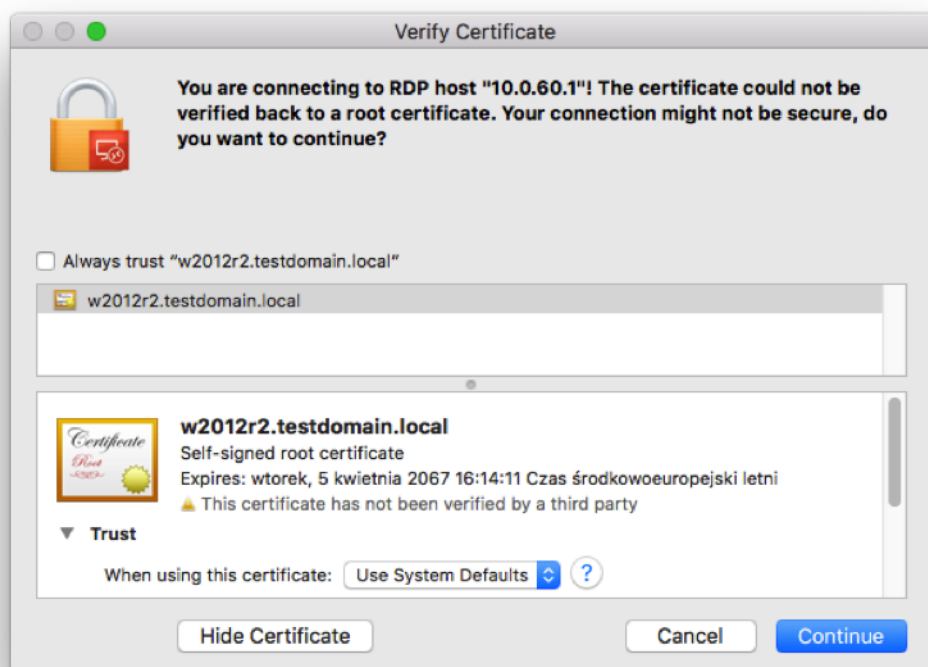 Verify Certificate
You are connecting to RDP host "10.0.60.1"! The certificate could not be
verified back to a root certificate. Your connection might not be secure, do
you want to continue?
Always trust “w2012r2.testdomain.local”
w2012r2.testdomain.local
Certificate
Root
w2012r2.testdomain.local
Self-signed root certificate
Expires: wtorek, 5 kwietnia 2067 16:14:11 Czas środkowoeuropejski letni
This certificate has not been verified by a third party
Trust
When using this certificate: Use System Defaults ?
Hide Certificate Cancel Continue